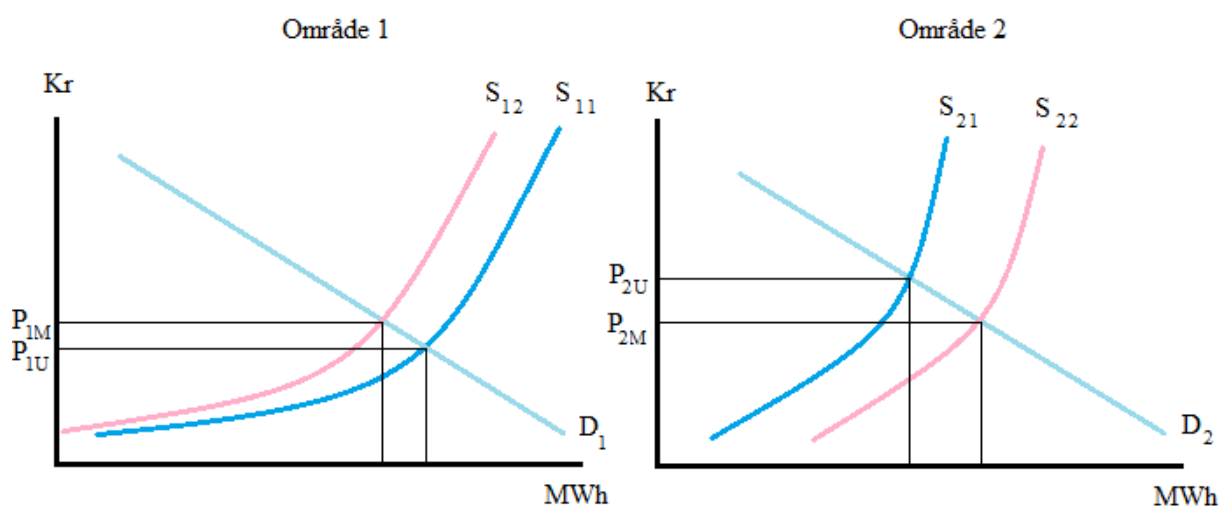 Område 1
Kr
S12
S11
P1M
P1U
D1
MWh
Område 2
Kr
S21
S22
P2U
P2M
D2
MWh